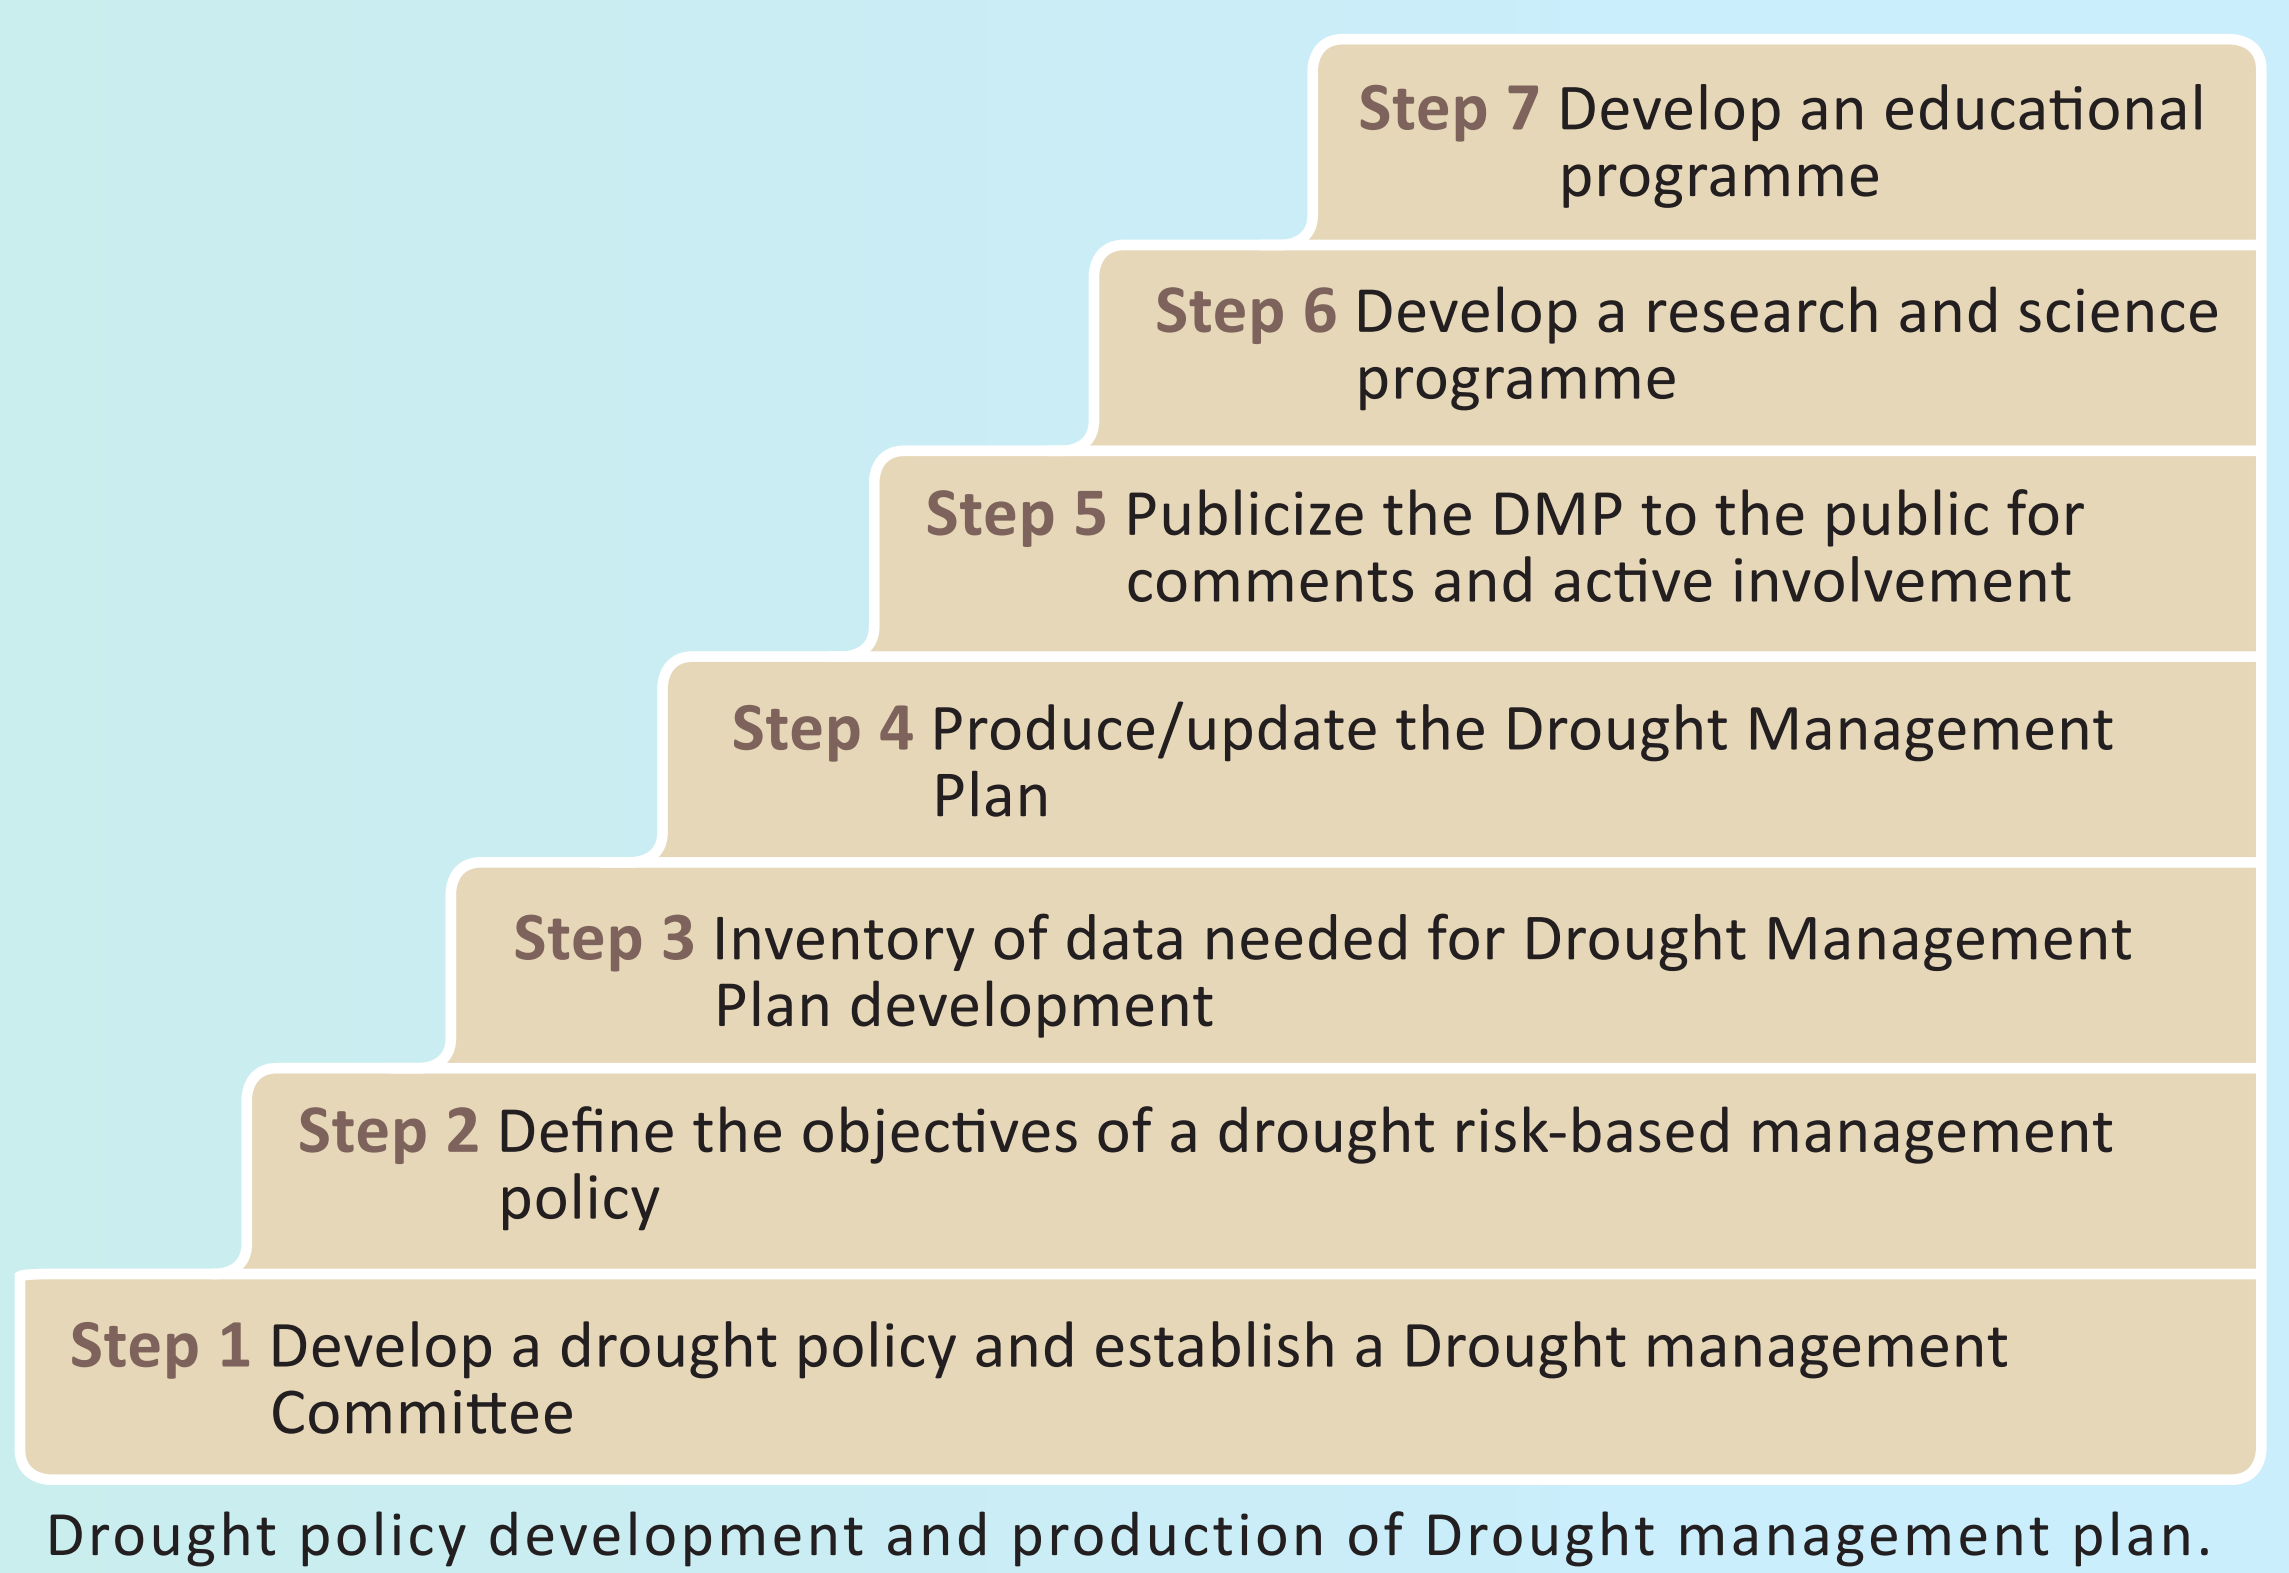 Step 7 Develop an educational
programme
Step 6 Develop a research and science
programme
Step 5 Publicize the DMP to the public for
comments and active involvement
Step 4 Produce/update the Drought Management
Plan
Step 3 Inventory of data needed for Drought Management
Plan development
Step 2 Define the objectives of a drought risk-based management
policy
Step 1 Develop a drought policy and establish a Drought management
Committee
Drought policy development and production of Drought management plan.